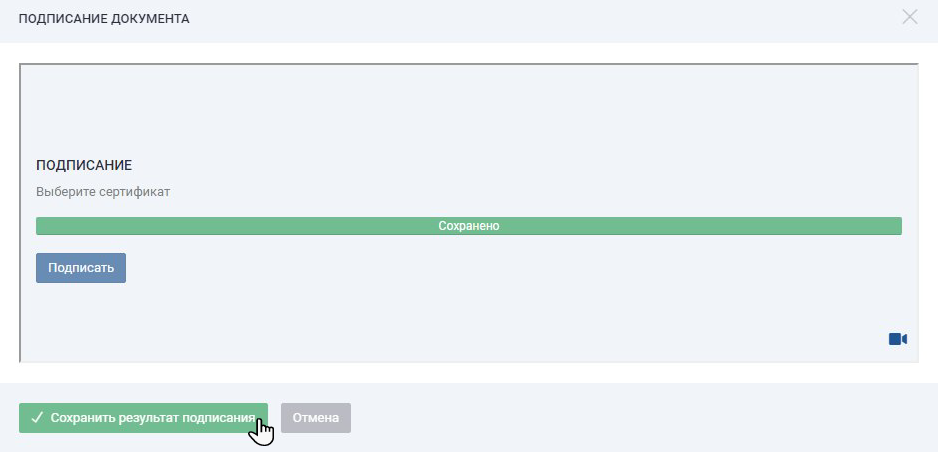 ПОДПИСАНИЕ ДОКУМЕНТА
ПОДПИСАНИЕ
Выберите сертификат
Сохранено
Подписать
Сохранить результат подписания
Отмена